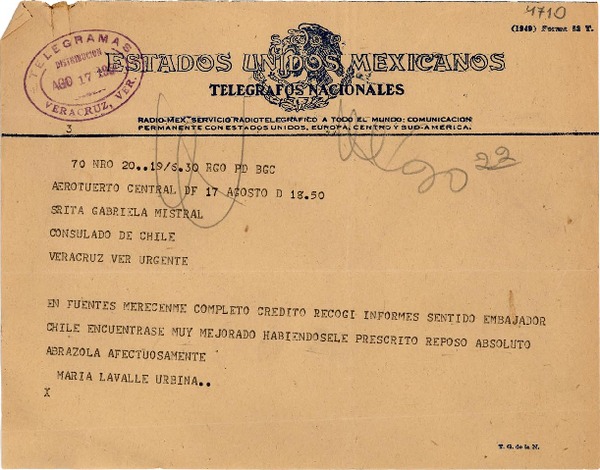 4710
(1949) Forma 52 T.
TELEGRAMAS
DISTRIBUCION
AGO 17
VERACRUZ, VER.
ESTADOS UNIDOS MEXICANOS
TELEGRAFOS NACIONALES
RADIO-MEX SERVICIO RADIOTELEGRAFICO A TODO EL MUNDO: COMUNICACION
PERMANENTE CON ESTADOS UNIDOS, EUROPA, CENTRO Y SUD-AMERICA.
3
70 NRO 20..19/6.30 RGO PD BGC
22
AEROTUERTO CENTRAL DF 17 AGOSTO D 18.50
SRITA GABRIELA MISTRAL
CONSULADO DE CHILE
VERACRUZ VER URGENTE
EN FUENTES MERECENME COMPLETO CREDITO RECOGI INFORMES SENTIDO EMBAJADOR
CHILE ENCUENTRASE MUY MEJORADO HABIENDOSELE PRESCRITO REPOSO ABSOLUTO
ABRAZOLA AFECTUOSAMENTE
MARIA LAVALLE URBINA..
X
T. G. de la N.